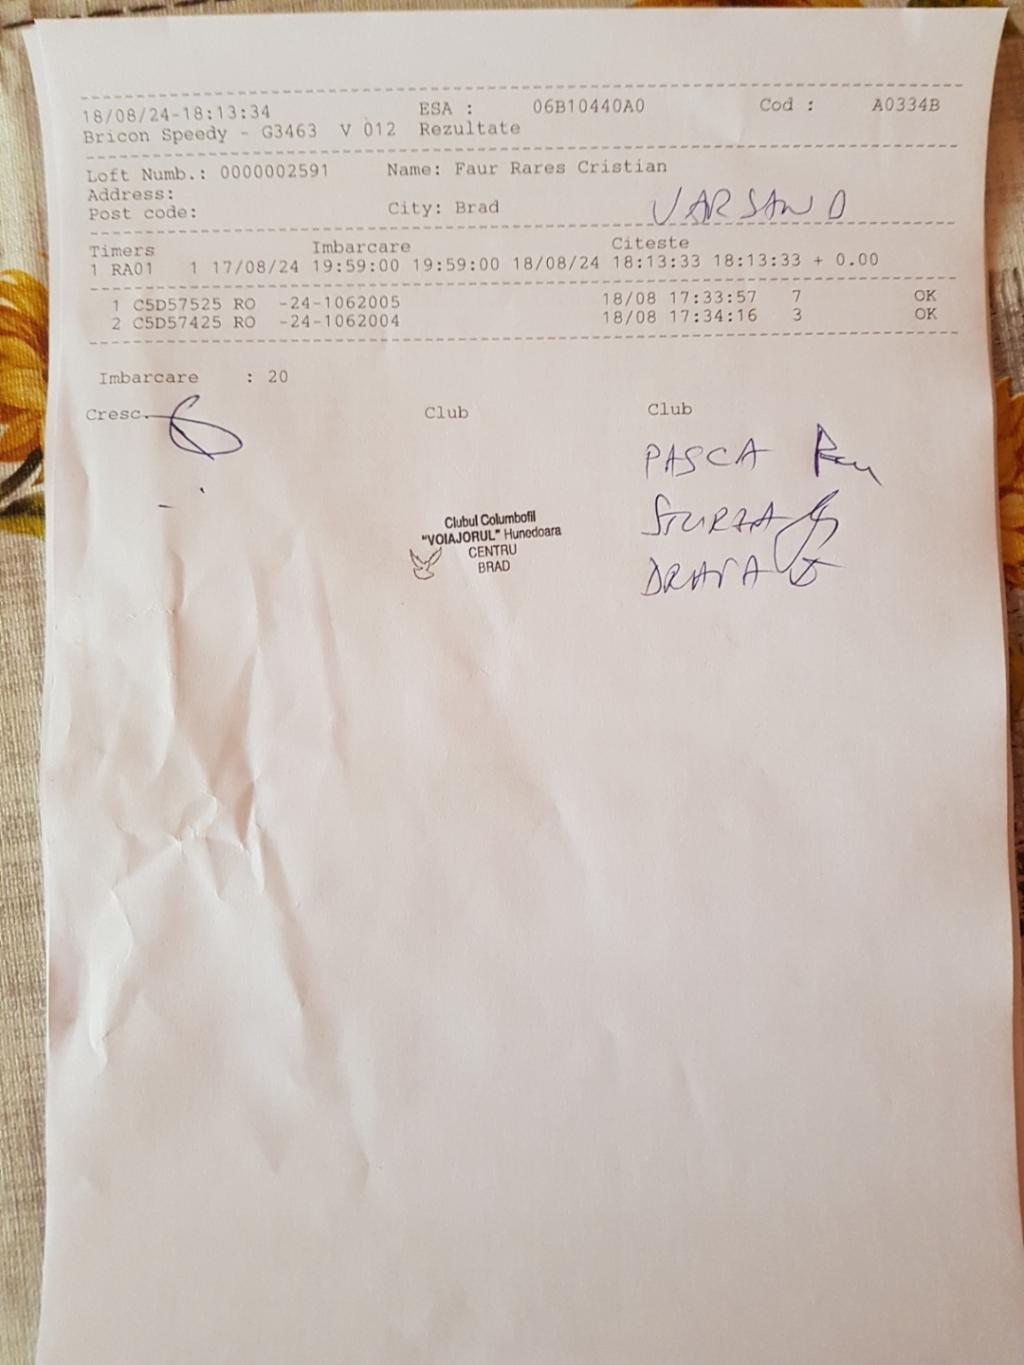 18/08/24-18:13:34 ESA : 06B10440A0 Cod : A0334B
Bricon Speedy - G3463 V 012 Rezultate
Loft Numb.: 0000002591 Name: Faur Rares Cristian
Address:
Post code: City: Brad VARSAND
Timers Imbarcare Citeste
1 RA01 1 17/08/24 19:59:00 19:59:00 18/08/24 18:13:33 18:13:33 + 0.00
1 C5D57525 RO -24-1062005 18/08 17:33:57 7 OK
2 C5D57425 RO -24-1062004 18/08 17:34:16 3 OK
Imbarcare : 20
Cresc. Club Club
PASCA
STURZA
Clubul Columbofil
"VOIAJORUL" Hunedoara
CENTRU
BRAD